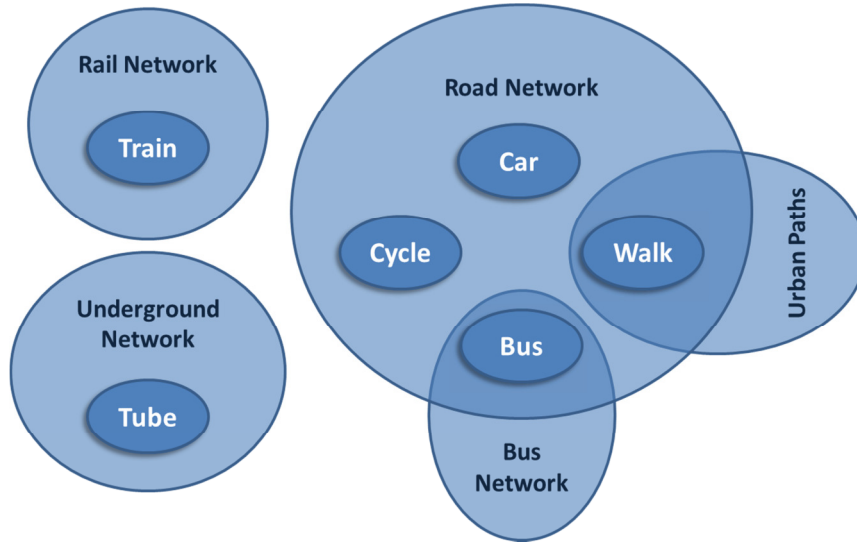 Rail Network
Train
Underground
Network
Tube
Road Network
Car
Cycle
Walk
Bus
Bus
Network
Urban Paths